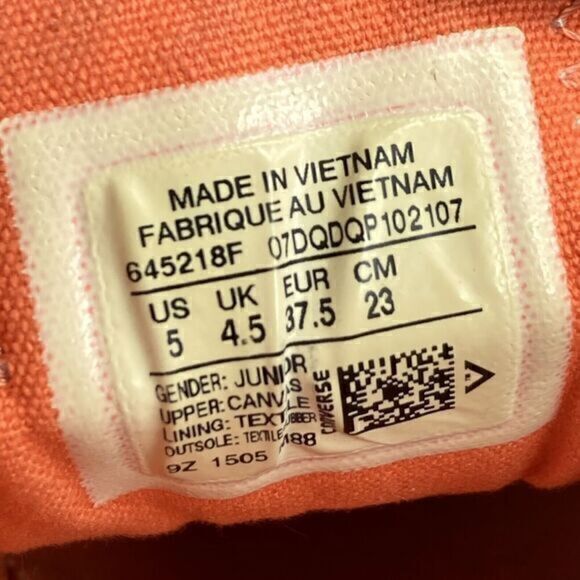 MADE IN VIETNAM
FABRIQUE AU VIETNAM
645218F 07DQDQP102107
US UK EUR CM
5 4.5 37.5 23
GENDER: JUNIOR
UPPER: CANVAS
LINING: TEXTILE
OUTSOLE: TEXTILE
9Z 1505
CONVERSE
V